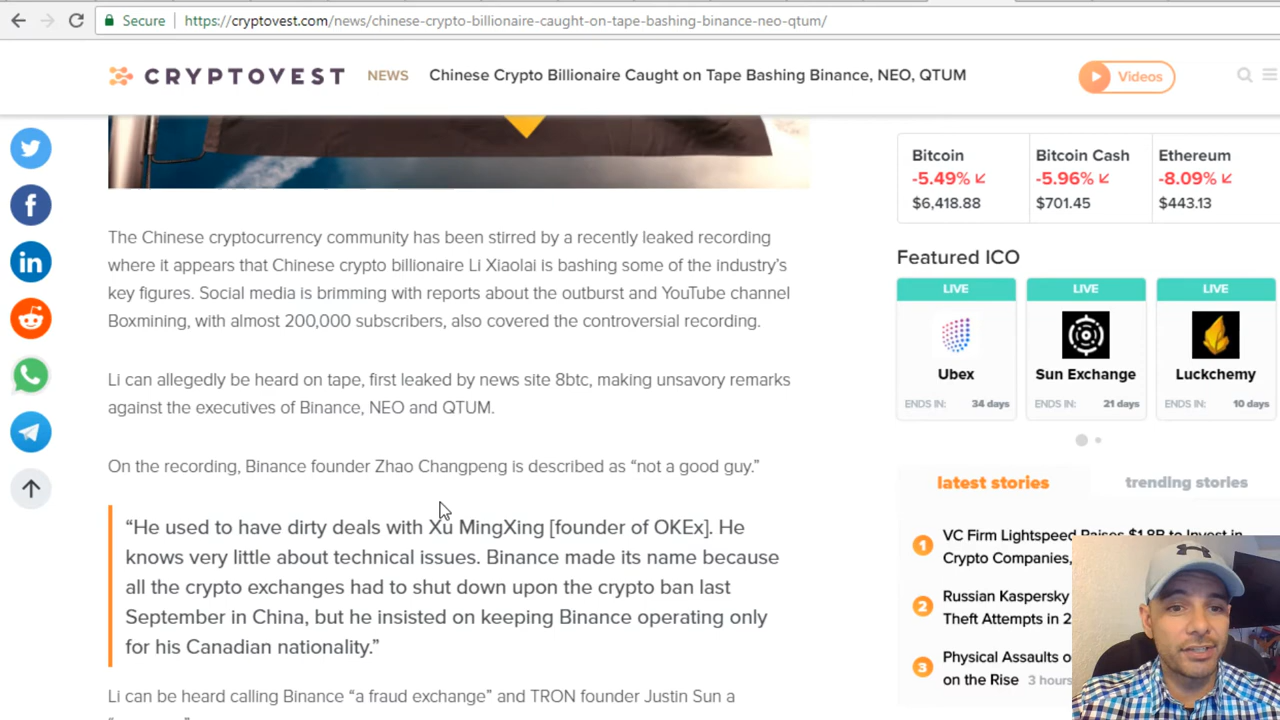 Secure https://cryptovest.com/news/chinese-crypto-billionaire-caught-on-tape-bashing-binance-neo-qtum/
CRYPTOVEST NEWS Chinese Crypto Billionaire Caught on Tape Bashing Binance, NEO, QTUM Videos
The Chinese cryptocurrency community has been stirred by a recently leaked recording
where it appears that Chinese crypto billionaire Li Xiaolai is bashing some of the industry's
key figures. Social media is brimming with reports about the outburst and YouTube channel
Boxmining, with almost 200,000 subscribers, also covered the controversial recording.
Li can allegedly be heard on tape, first leaked by news site 8btc, making unsavory remarks
against the executives of Binance, NEO and QTUM.
On the recording, Binance founder Zhao Changpeng is described as “not a good guy.”
“He used to have dirty deals with Xu MingXing [founder of OKEx]. He
knows very little about technical issues. Binance made its name because
all the crypto exchanges had to shut down upon the crypto ban last
September in China, but he insisted on keeping Binance operating only
for his Canadian nationality.”
Li can be heard calling Binance “a fraud exchange” and TRON founder Justin Sun a
Bitcoin Bitcoin Cash Ethereum
-5.49% -5.96% -8.09%
$6,418.88 $701.45 $443.13
Featured ICO
LIVE LIVE LIVE
Ubex Sun Exchange Luckchemy
ENDS IN: 34 days ENDS IN: 21 days ENDS IN: 10 days
latest stories trending stories
1 VC Firm Lightspeed Raises $1.8B to Invest in
Crypto Companies,
2 Russian Kaspersky
Theft Attempts in 2
3 Physical Assaults o
on the Rise 3 hours